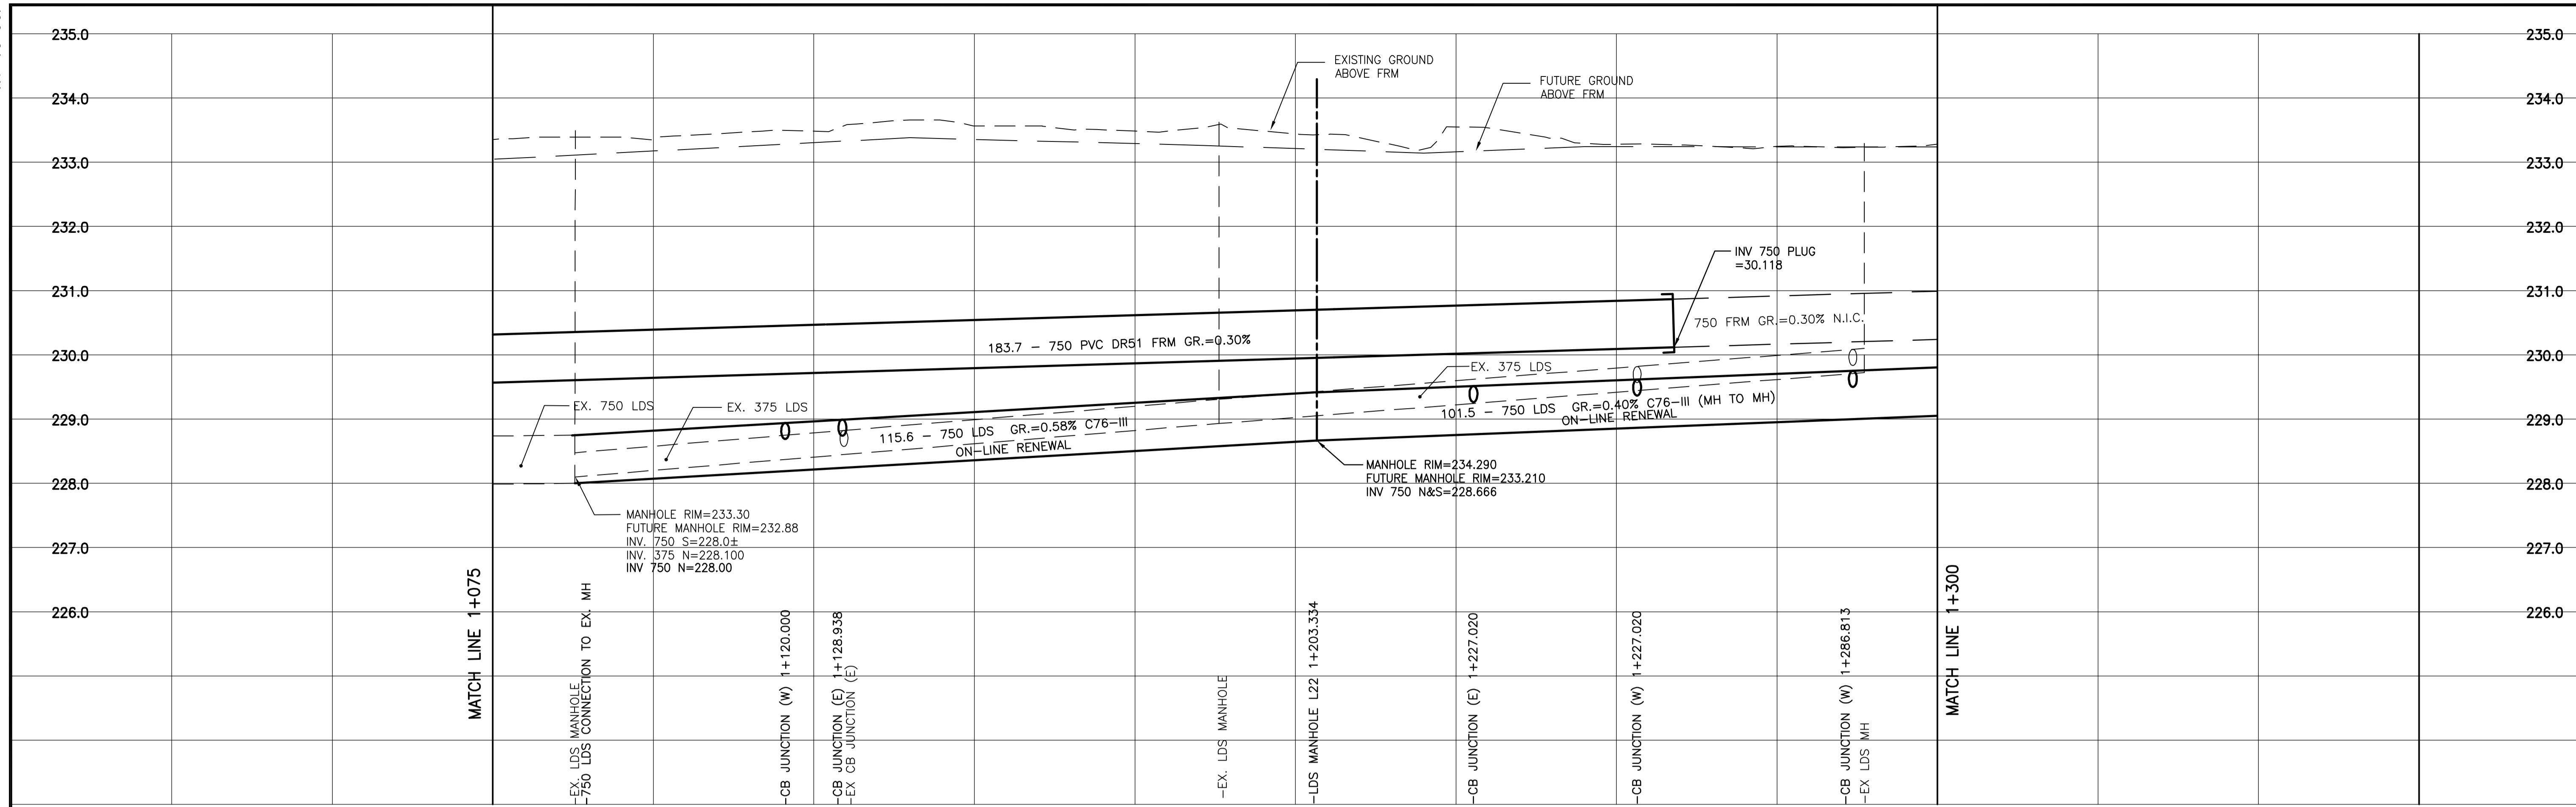 235.0
234.0
233.0
232.0
231.0
230.0
229.0
228.0
227.0
226.0
235.0
234.0
233.0
232.0
231.0
230.0
229.0
228.0
227.0
226.0
EXISTING GROUND
ABOVE FRM
FUTURE GROUND
ABOVE FRM
INV 750 PLUG
=30.118
750 FRM GR.=0.30% N.I.C.
183.7 - 750 PVC DR51 FRM GR.=0.30%
EX. 750 LDS
EX. 375 LDS
EX. 375 LDS
115.6 - 750 LDS GR.=0.58% C76-III
ON-LINE RENEWAL
101.5 - 750 LDS GR.=0.40% C76-III (MH TO MH)
ON-LINE RENEWAL
MANHOLE RIM=234.290
FUTURE MANHOLE RIM=233.210
INV 750 N&S=228.666
MANHOLE RIM=233.30
FUTURE MANHOLE RIM=232.88
INV. 750 S=228.0±
INV. 375 N=228.100
INV 750 N=228.00
MATCH LINE 1+075
-EX. LDS MANHOLE
-750 LDS CONNECTION TO EX. MH
-CB JUNCTION (W) 1+120.000
-CB JUNCTION (E) 1+128.938
-EX CB JUNCTION (E)
-EX. LDS MANHOLE
-LDS MANHOLE L22 1+203.334
-CB JUNCTION (E) 1+227.020
-CB JUNCTION (W) 1+227.020
-CB JUNCTION (W) 1+286.813
-EX LDS MH
MATCH LINE 1+300